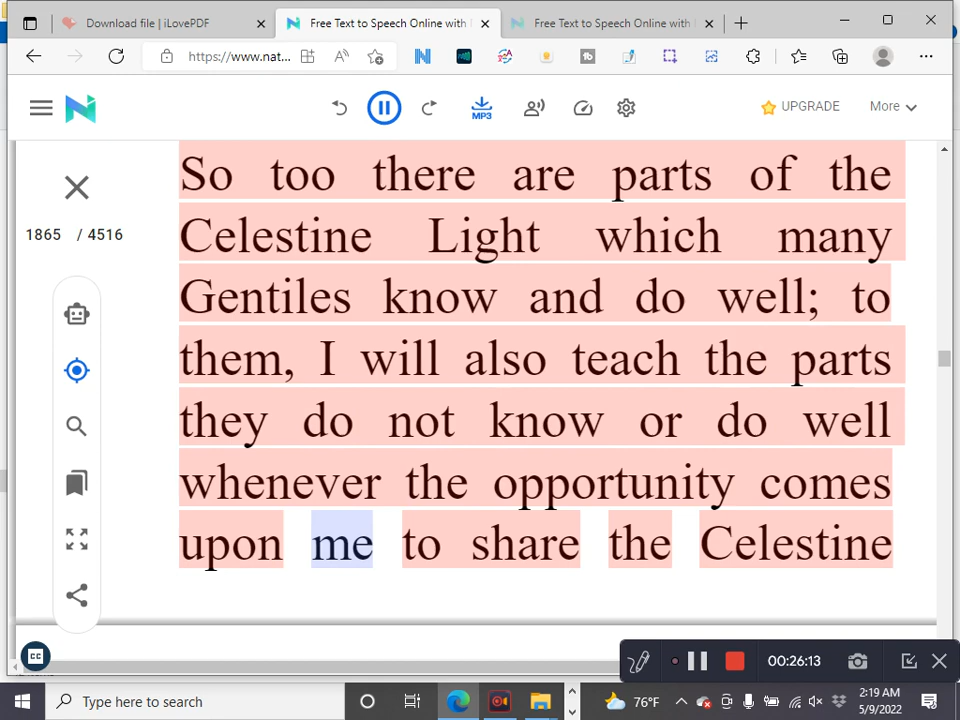 Download file | iLovePDF
Free Text to Speech Online with
Free Text to Speech Online with
https://www.nat...
MP3
UPGRADE
More
So too there are parts of the
Celestine Light which many
Gentiles know and do well; to
them, I will also teach the parts
they do not know or do well
whenever the opportunity comes
upon me to share the Celestine
1865 / 4516
CC
00:26:13
Type here to search
76°F
2:19 AM
5/9/2022